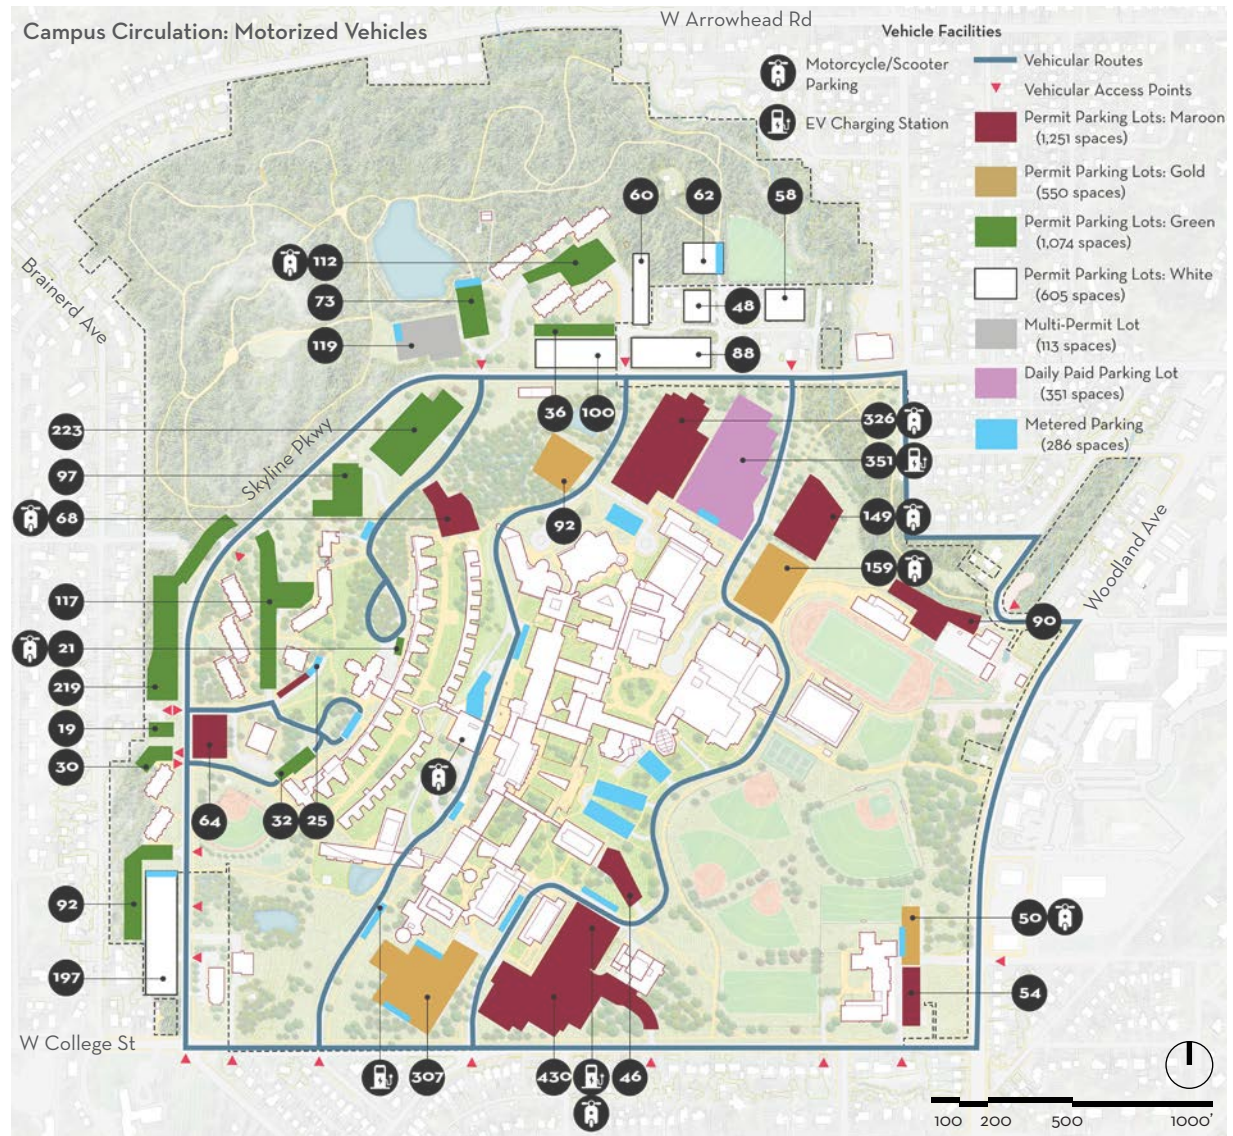 W Arrowhead Rd
Campus Circulation: Motorized Vehicles
Vehicle Facilities
Motorcycle/Scooter
Parking
EV Charging Station
Vehicular Routes
Vehicular Access Points
Permit Parking Lots: Maroon
(1,251 spaces)
Permit Parking Lots: Gold
(550 spaces)
Permit Parking Lots: Green
(1,074 spaces)
Permit Parking Lots: White
(605 spaces)
Multi-Permit Lot
(113 spaces)
Daily Paid Parking Lot
(351 spaces)
Metered Parking
(286 spaces)
60
62
58
112
73
48
119
88
Brainerd Ave
36
100
326
223
351
Skyline Pkwy
97
68
92
149
159
Woodland Ave
117
90
21
219
19
30
64
32
25
92
50
197
54
W College St
307
430
46
100
200
500
1000'